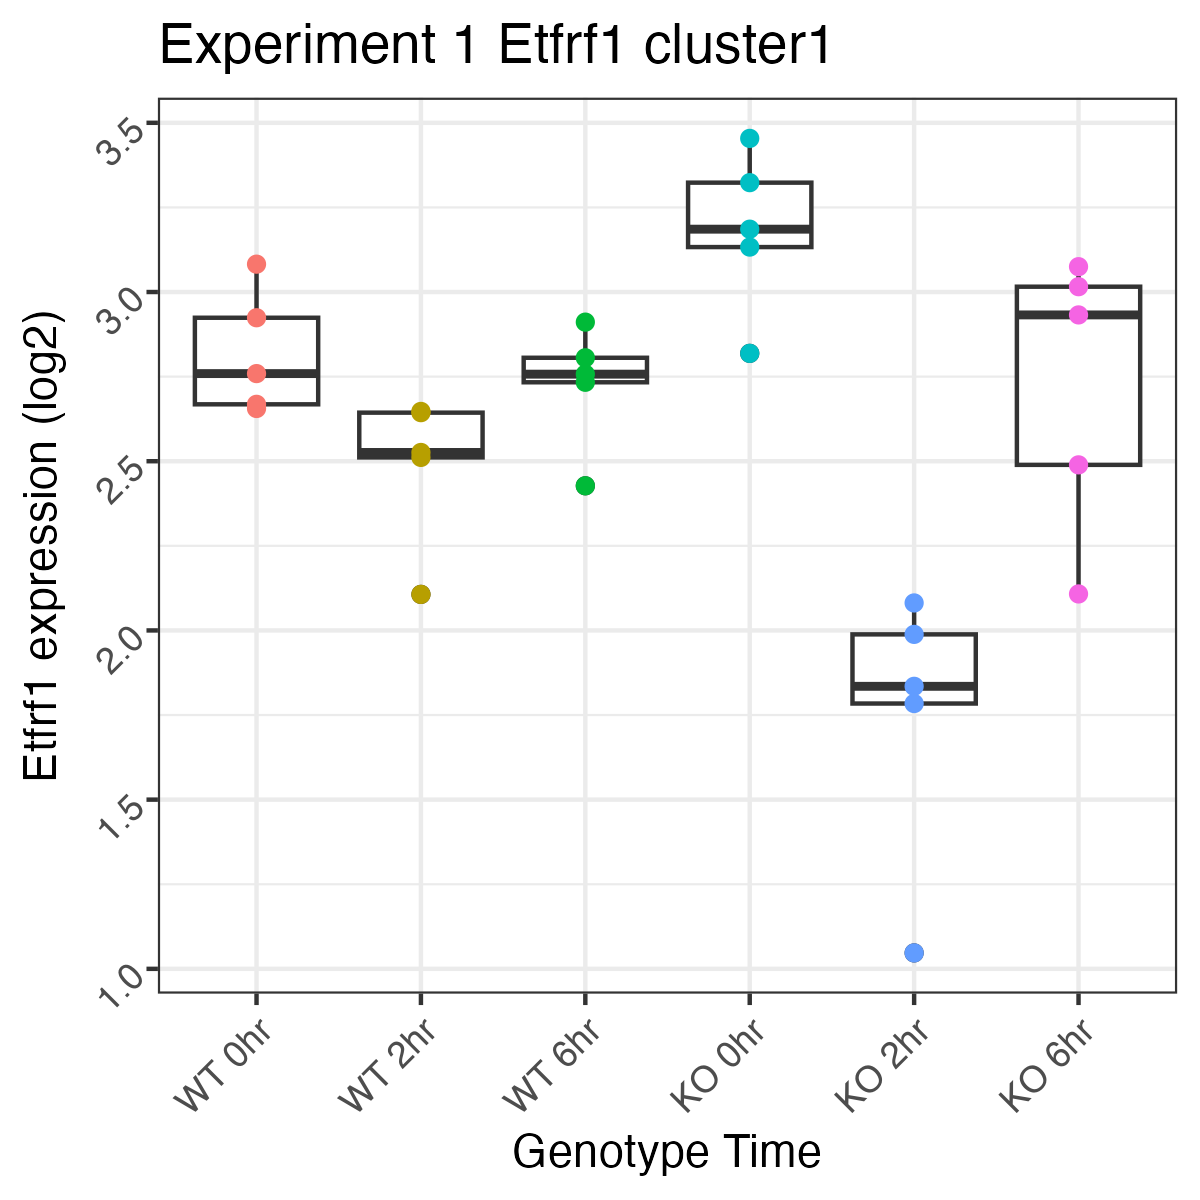 Experiment 1 Etfrf1 cluster1
Etfrf1 expression (log2)
3.5
3.0
2.5
2.0
1.5
1.0
WT 0hr
WT 2hr
WT 6hr
KO 0hr
KO 2hr
KO 6hr
Genotype Time